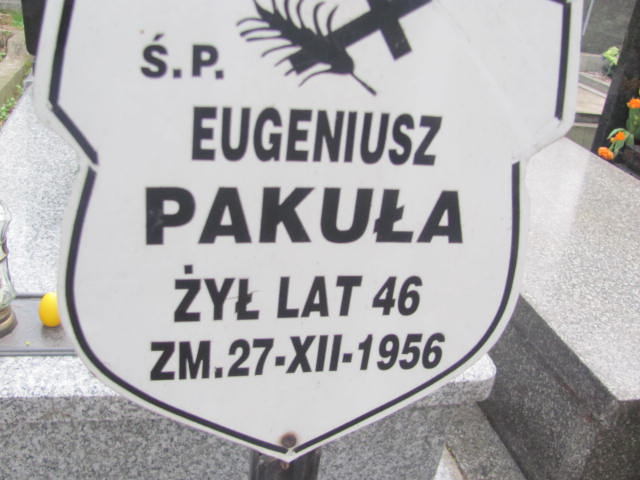 Ś.P.
EUGENIUSZ
PAKUŁA
ŻYŁ LAT 46
ZM.27-XII-1956